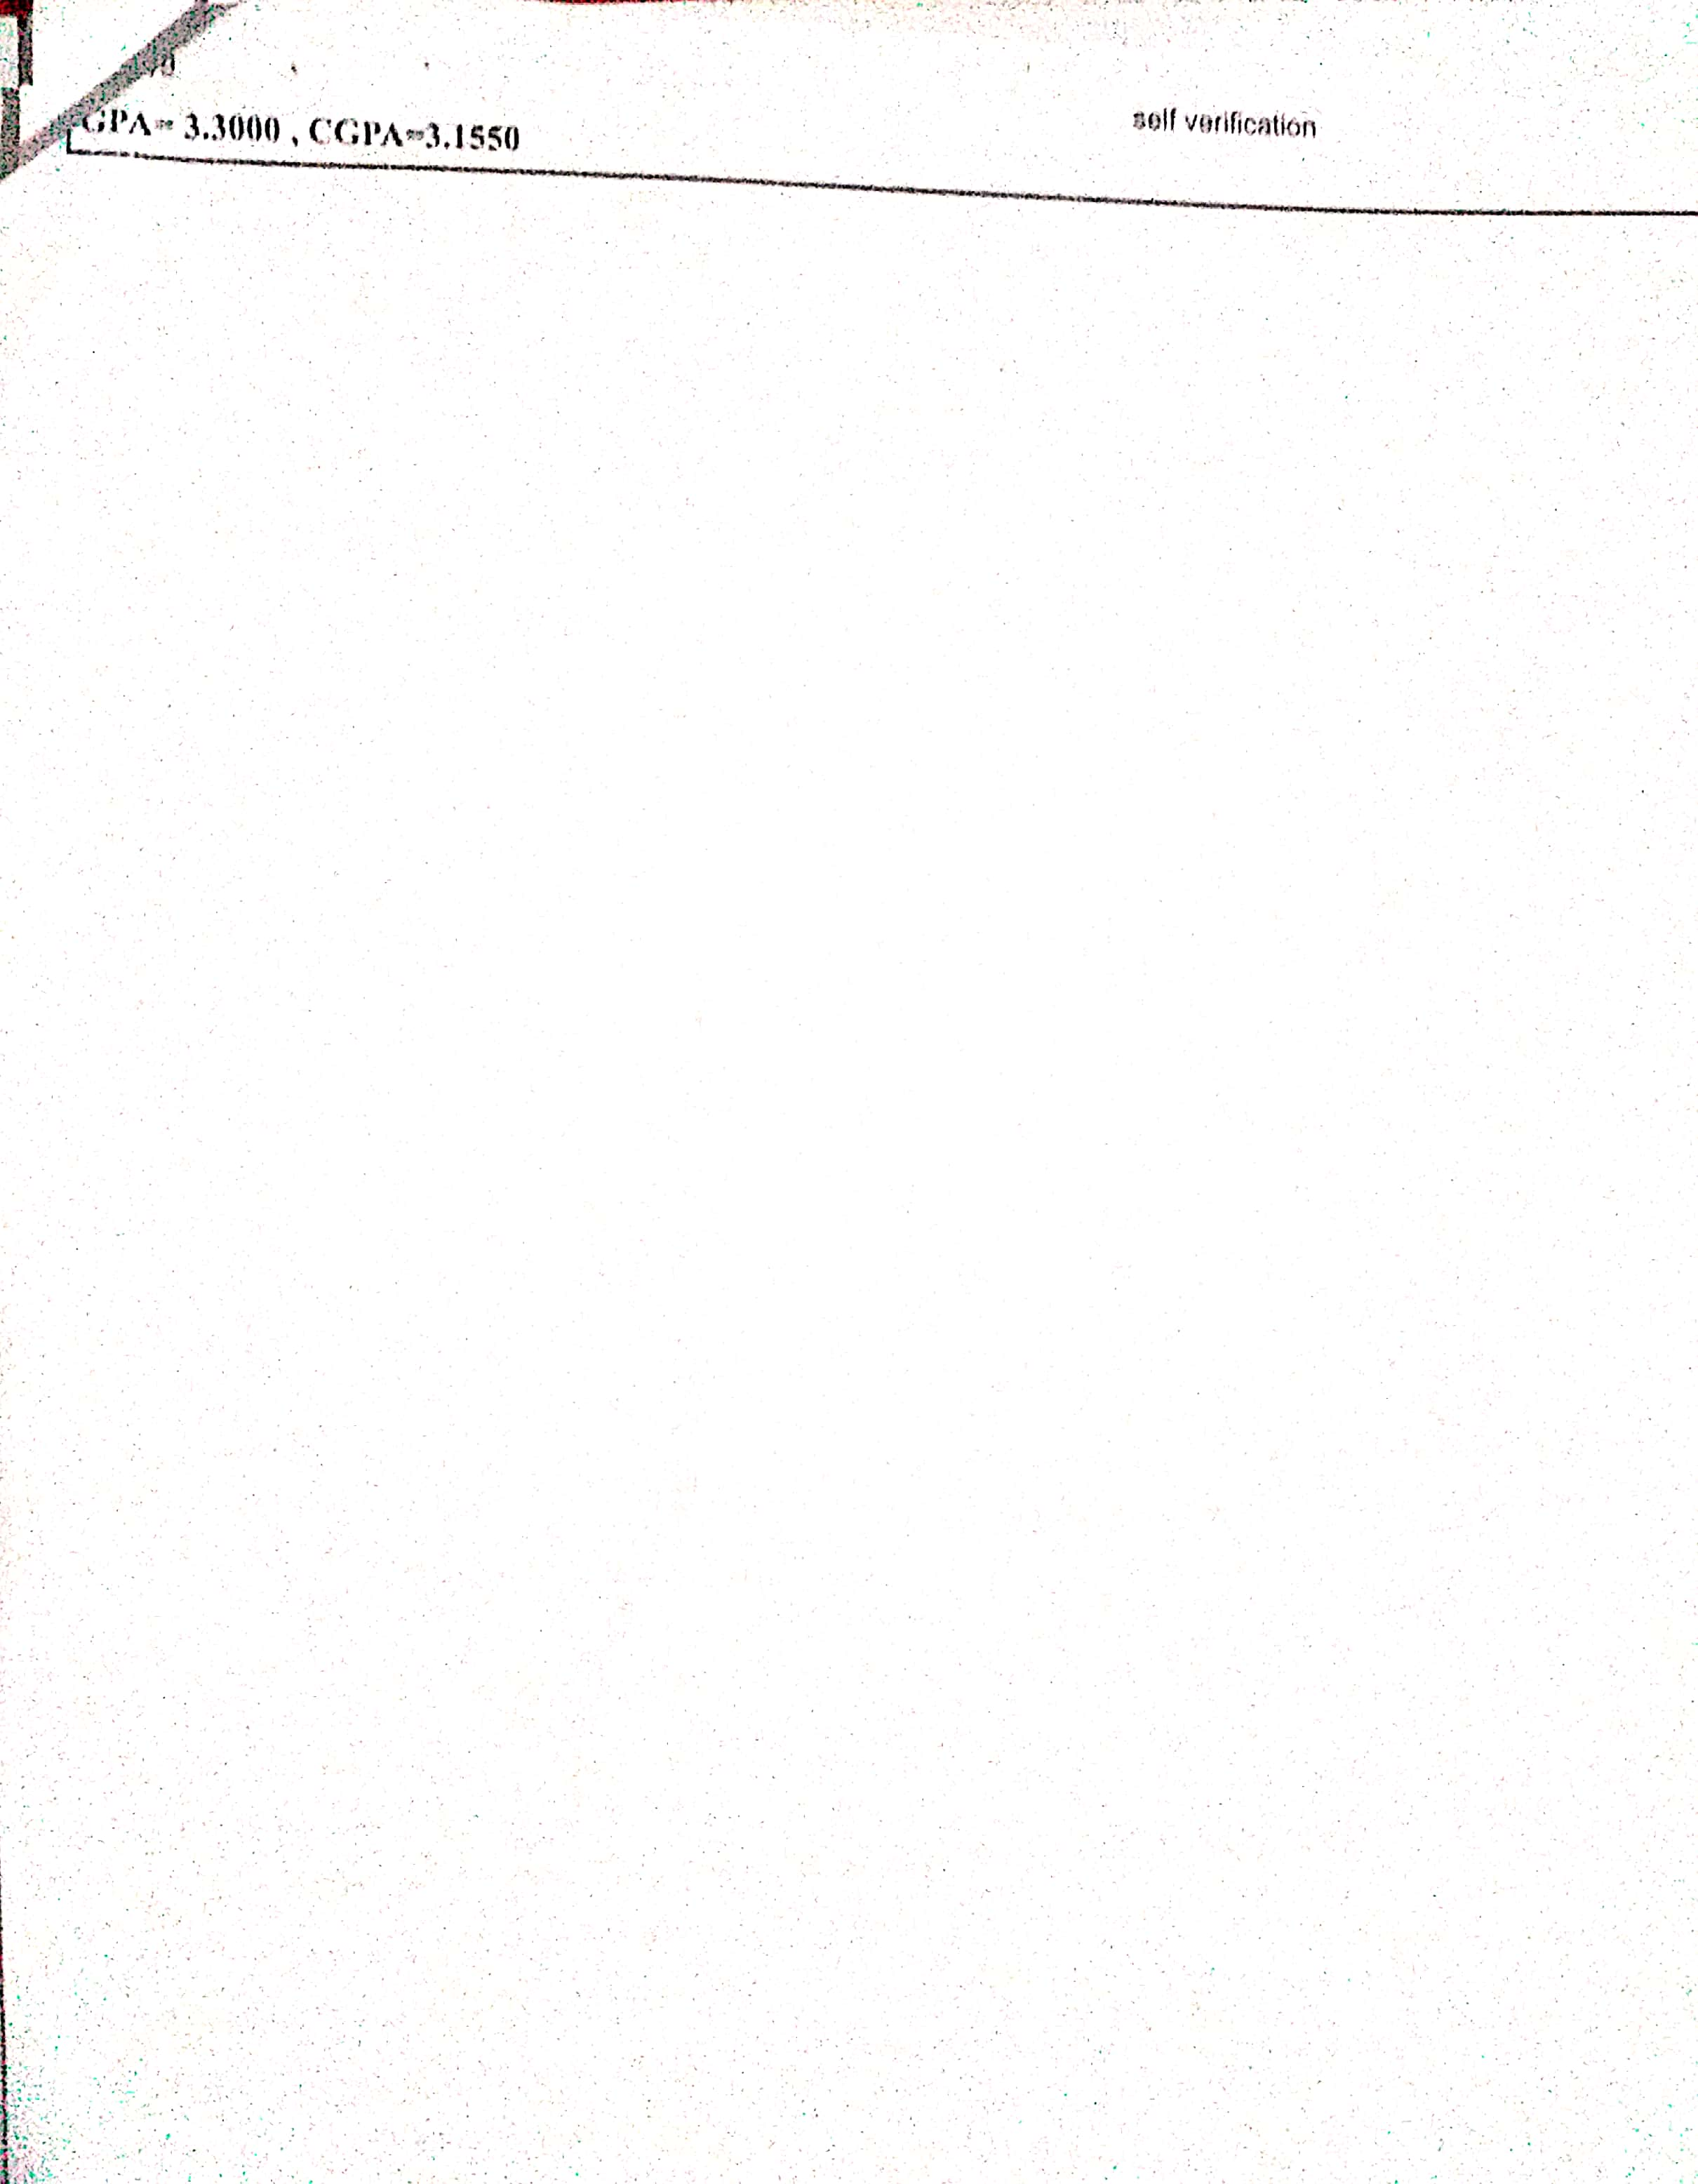 GPA= 3.3000 , CGPA=3.1550
self verification